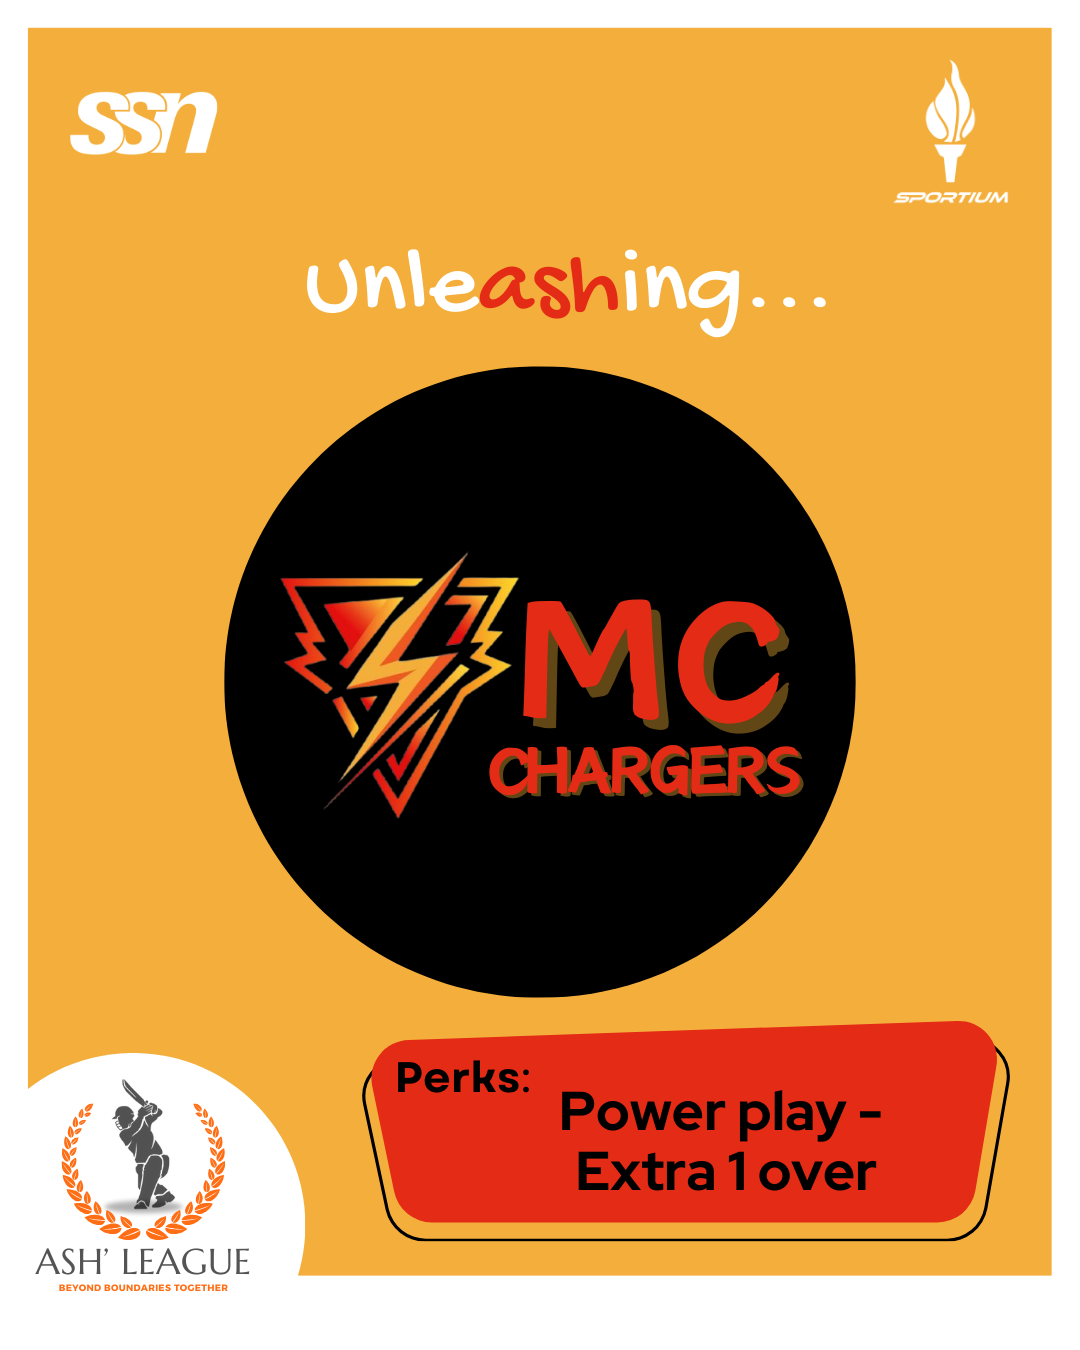 ssn
SPORTIUM
Unleashing...
MC
CHARGERS
Perks:
Power play -
Extra 1 over
ASH' LEAGUE
BEYOND BOUNDARIES TOGETHER